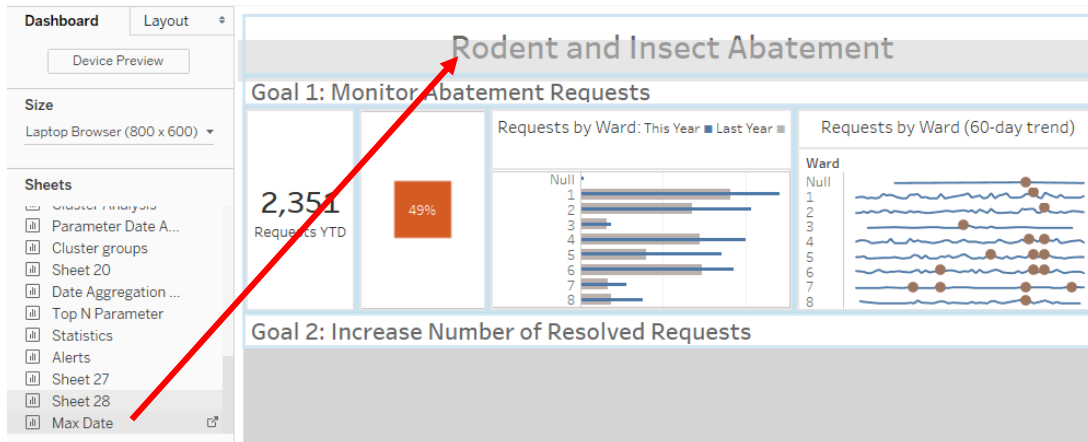 Dashboard
Layout
Device Preview
Size
Laptop Browser (800 x 600)
Sheets
Cluster Analysis
Parameter Date A...
Cluster groups
Sheet 20
Date Aggregation ...
Top N Parameter
Statistics
Alerts
Sheet 27
Sheet 28
Max Date
Rodent and Insect Abatement
Goal 1: Monitor Abatement Requests
2,351
Requests YTD
49%
Requests by Ward: This Year Last Year
Null
1
2
3
4
5
6
7
8
Requests by Ward (60-day trend)
Ward
Null
1
2
3
4
5
6
7
8
Goal 2: Increase Number of Resolved Requests